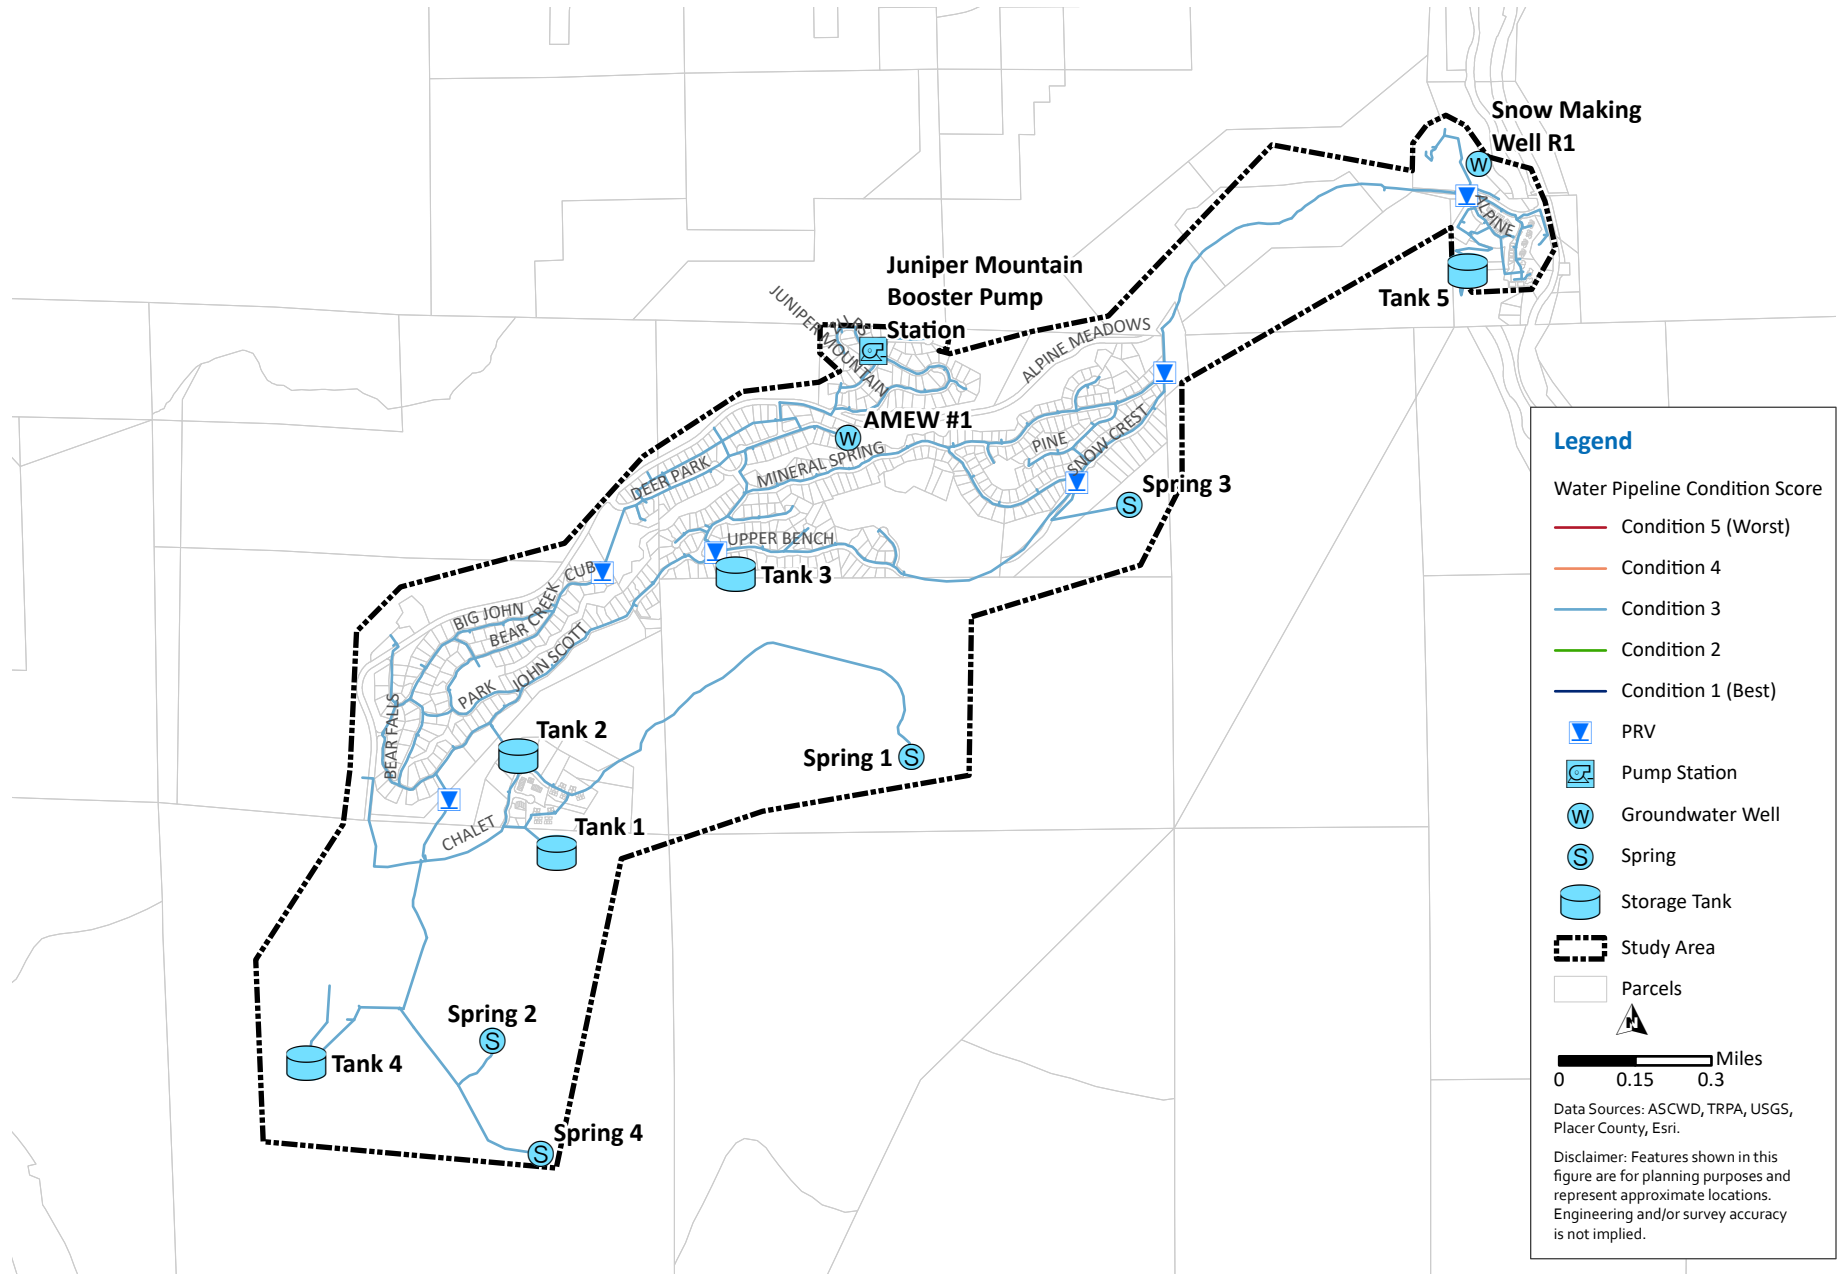 Snow Making
Well R1
W
ALPINE
Tank 5
Juniper Mountain
Booster Pump
Station
JUNIPER MOUNTAIN
ALPINE MEADOWS
AMEW #1
W
PINE
SNOW CREST
MINERAL SPRING
DEER PARK
Spring 3
S
UPPER BENCH
Tank 3
CUB
BEAR CREEK
BIG JOHN
JOHN SCOTT
PARK
BEAR FALLS
Tank 2
Spring 1
S
CHALET
Tank 1
Spring 2
S
Tank 4
Spring 4
S
Legend
Water Pipeline Condition Score
Condition 5 (Worst)
Condition 4
Condition 3
Condition 2
Condition 1 (Best)
PRV
Pump Station
W
Groundwater Well
S
Spring
Storage Tank
Study Area
Parcels
N
Miles
0 0.15 0.3
Data Sources: ASCWD, TRPA, USGS,
Placer County, Esri.
Disclaimer: Features shown in this
figure are for planning purposes and
represent approximate locations.
Engineering and/or survey accuracy
is not implied.